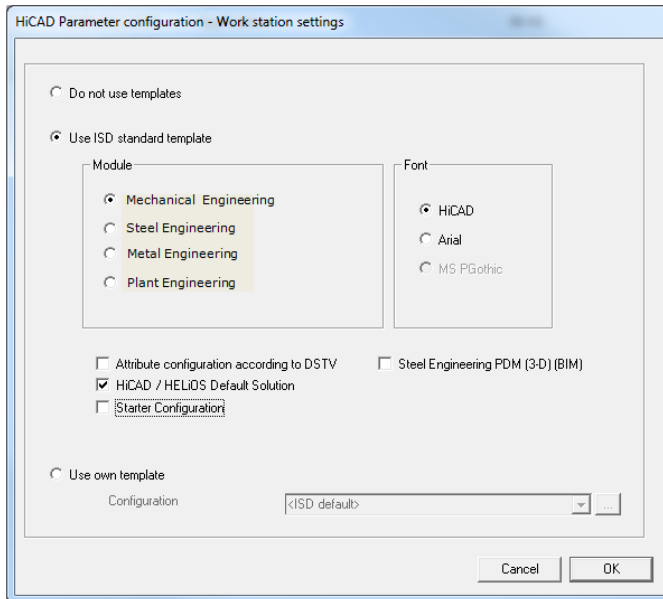 HiCAD Parameter configuration - Work station settings
Do not use templates
Use ISD standard template
Module
Font
Mechanical Engineering
Steel Engineering
Metal Engineering
Plant Engineering
HiCAD
Arial
MS PGothic
Attribute configuration according to DSTV
Steel Engineering PDM (3-D) (BIM)
HiCAD / HELiOS Default Solution
Starter Configuration
Use own template
Configuration
<ISD default>
...
Cancel
OK